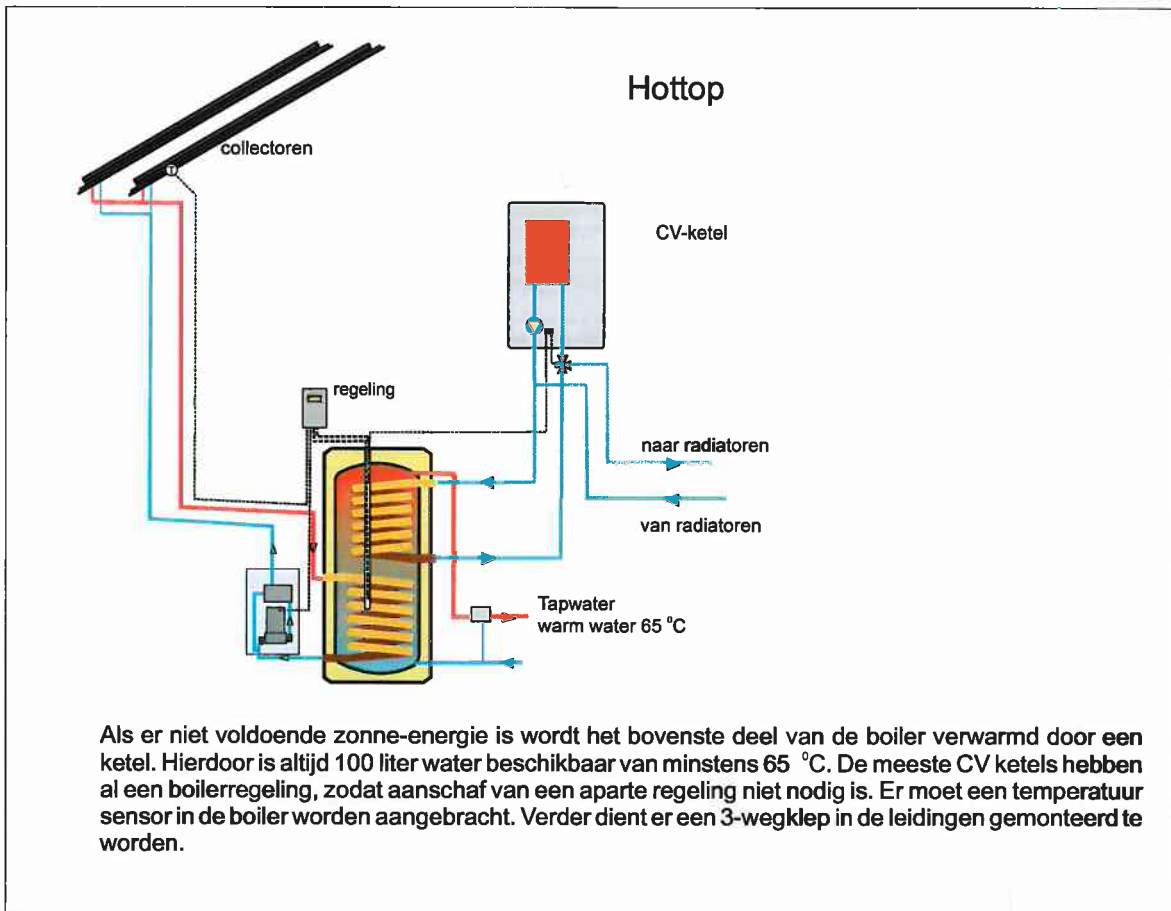 Hottop
collectoren
T
CV-ketel
regeling
naar radiatoren
van radiatoren
Tapwater
warm water 65 °C
Als er niet voldoende zonne-energie is wordt het bovenste deel van de boiler verwarmd door een
ketel. Hierdoor is altijd 100 liter water beschikbaar van minstens 65 °C. De meeste CV ketels hebben
al een boilerregeling, zodat aanschaf van een aparte regeling niet nodig is. Er moet een temperatuur
sensor in de boiler worden aangebracht. Verder dient er een 3-wegklep in de leidingen gemonteerd te
worden.